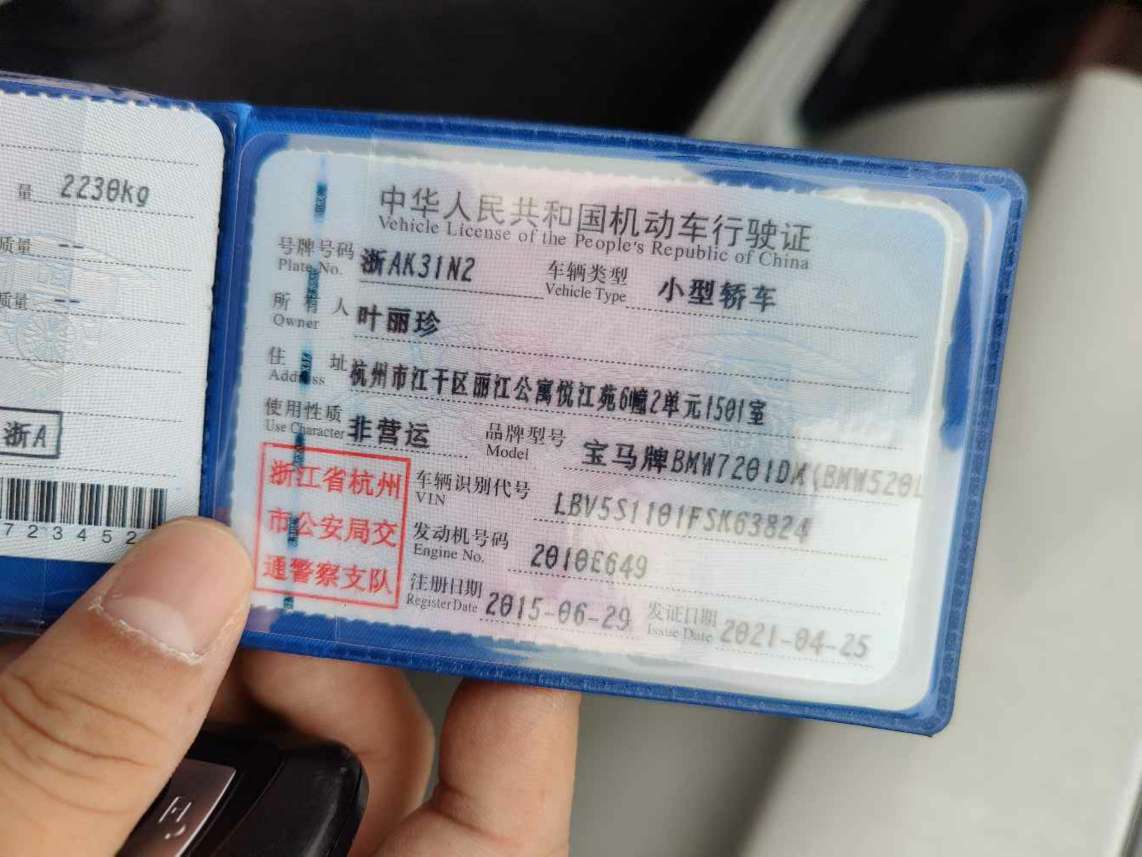 量 2230kg
质量 --
质量 --
浙A
723452
中华人民共和国机动车行驶证
Vehicle License of the People's Republic of China
号牌号码 浙AK31N2 车辆类型 小型轿车
Plate No. Vehicle Type
所有人 叶丽珍
Owner
住址 杭州市江干区丽江公寓悦江苑6幢2单元1501室
Address
使用性质 非营运 品牌型号 宝马牌BMW7201DM(BMW520L
Use Character Model
浙江省杭州
市公安局交
通警察支队
车辆识别代号 LBV5S1101FSK63824
VIN
发动机号码 2010E649
Engine No.
注册日期 2015-06-29 发证日期 2021-04-25
Register Date Issue Date